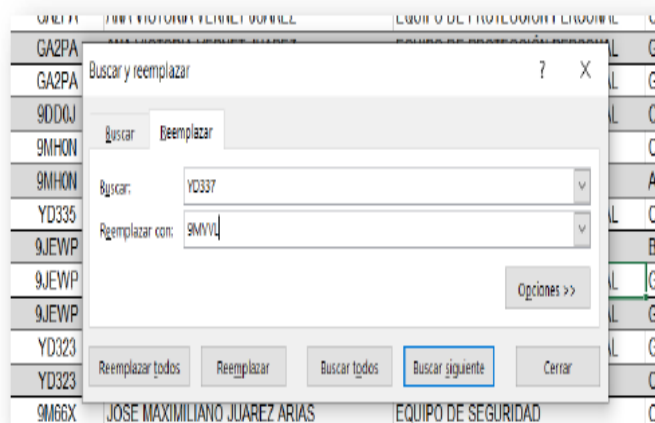 GA2PA
GA2PA
9DD0J
9MH0N
9MH0N
YD335
9JEWP
9JEWP
9JEWP
YD323
YD323
9M66X JOSE MAXIMILIANO JUAREZ ARIAS EQUIPO DE SEGURIDAD
Buscar y reemplazar ? X
Buscar Reemplazar
Buscar: YD337
Reemplazar con: 9MYVL
Opciones >>
Reemplazar todos Reemplazar Buscar todos Buscar siguiente Cerrar